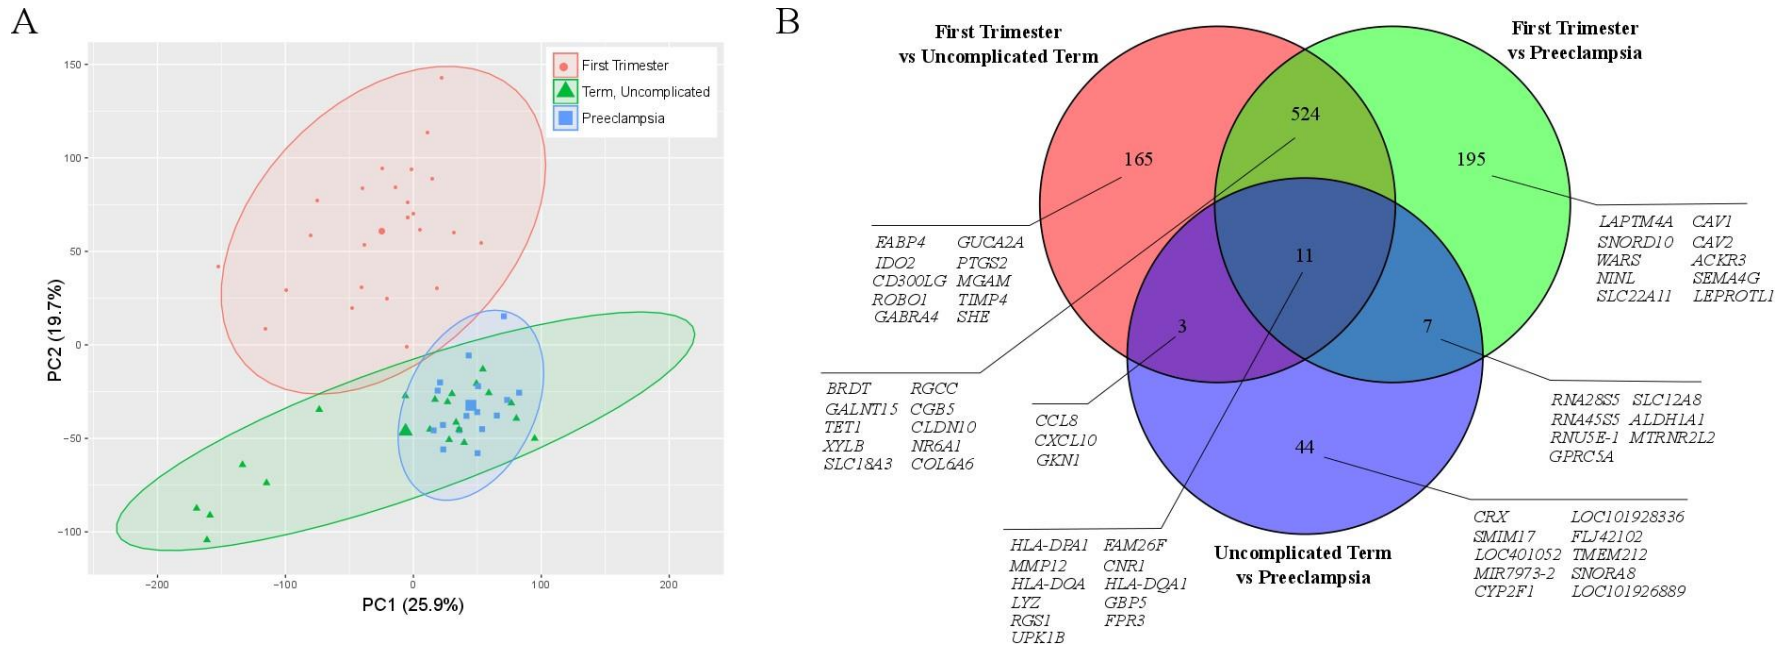 A
150
100
50
0
−50
−100
−200
−100
0
100
200
PC2 (19.7%)
PC1 (25.9%)
First Trimester
Term, Uncomplicated
Preeclampsia
B
First Trimester
vs Uncomplicated Term
First Trimester
vs Preeclampsia
524
165
195
11
3
7
44
Uncomplicated Term
vs Preeclampsia
FABP4 GUCA2A
IDO2 PTGS2
CD300LG MGAM
ROBO1 TIMP4
GABRA4 SHE
LAPTM4A CAV1
SNORD10 CAV2
WARS ACKR3
NINL SEMA4G
SLC22A11 LEPROTL1
BRDT RGCC
GALNT15 CGB5
TET1 CLDN10
XYLB NR6A1
SLC18A3 COL6A6
CCL8
CXCL10
GKN1
RNA28S5 SLC12A8
RNA45S5 ALDH1A1
RNU5E-1 MTRNR2L2
GPRC5A
HLA-DPA1 FAM26F
MMP12 CNR1
HLA-DOA HLA-DQA1
LYZ GBP5
RGS1 FPR3
UPK1B
CRX LOC101928336
SMIM17 FLJ42102
LOC401052 TMEM212
MIR7973-2 SNORA8
CYP2F1 LOC101926889